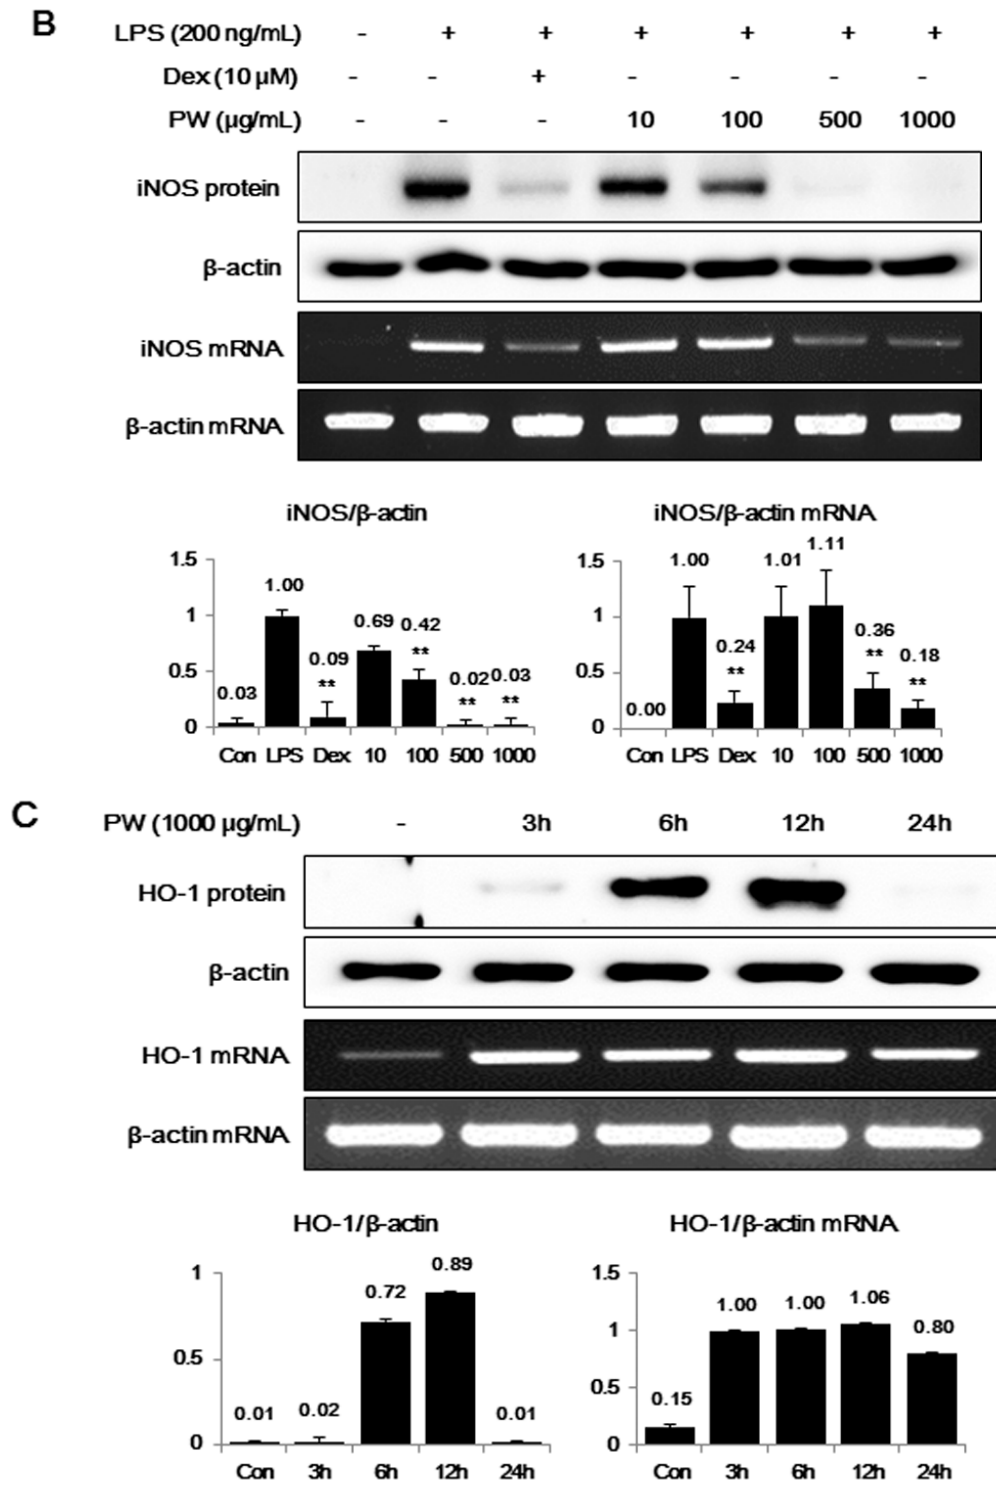 B
LPS (200 ng/mL) - + + + + + +
Dex (10 µM) - - + - - - -
PW (µg/mL) - - - 10 100 500 1000
iNOS protein
β-actin
iNOS mRNA
β-actin mRNA
iNOS/β-actin
1.5
1
0.5
0
0.03
1.00
0.09
**
0.69
0.42
**
0.02
**
0.03
**
Con LPS Dex 10 100 500 1000
iNOS/β-actin mRNA
1.5
1
0.5
0
0.00
1.00
0.24
**
1.01
1.11
0.36
**
0.18
**
Con LPS Dex 10 100 500 1000
C
PW (1000 µg/mL) - 3h 6h 12h 24h
HO-1 protein
β-actin
HO-1 mRNA
β-actin mRNA
HO-1/β-actin
1
0.5
0
0.01
0.02
0.72
0.89
0.01
Con 3h 6h 12h 24h
HO-1/β-actin mRNA
1.5
1
0.5
0
0.15
1.00
1.00
1.06
0.80
Con 3h 6h 12h 24h